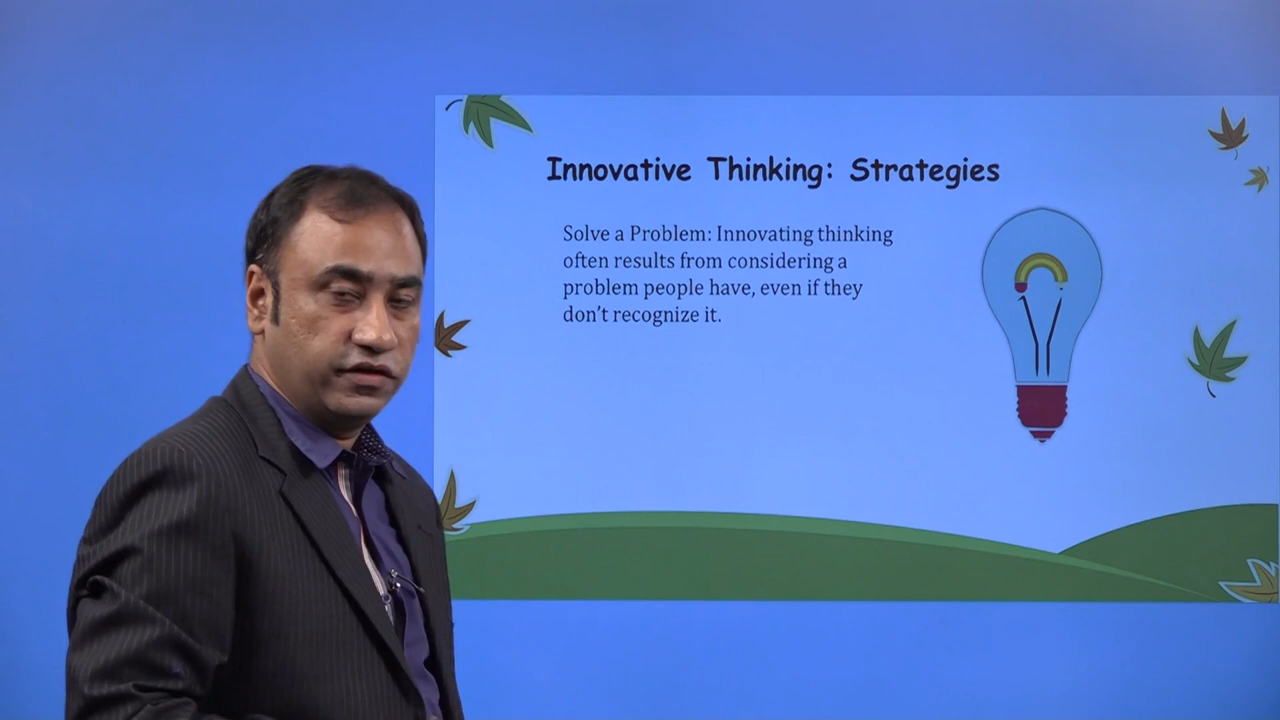 Innovative Thinking: Strategies
Solve a Problem: Innovating thinking
often results from considering a
problem people have, even if they
don't recognize it.